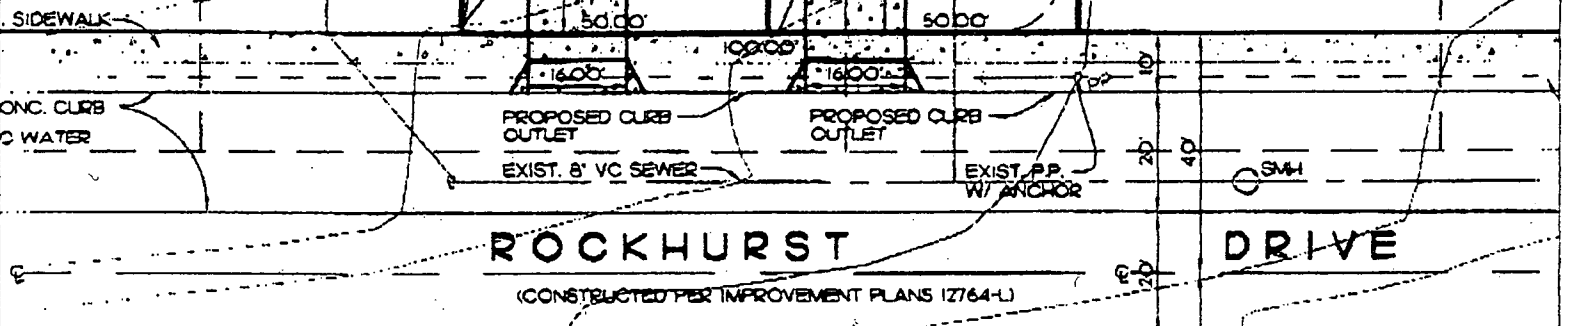 SIDEWALK
50.00'
50.00'
100.00'
16.00'
16.00'
10'
PP
ONC. CURB
PROPOSED CURB
OUTLET
PROPOSED CURB
OUTLET
WATER
EXIST. 8" VC SEWER
EXIST. P.P.
W/ ANCHOR
20'
40'
SMH
ROCKHURST DRIVE
20'
(CONSTRUCTED PER IMPROVEMENT PLANS 12764-L)